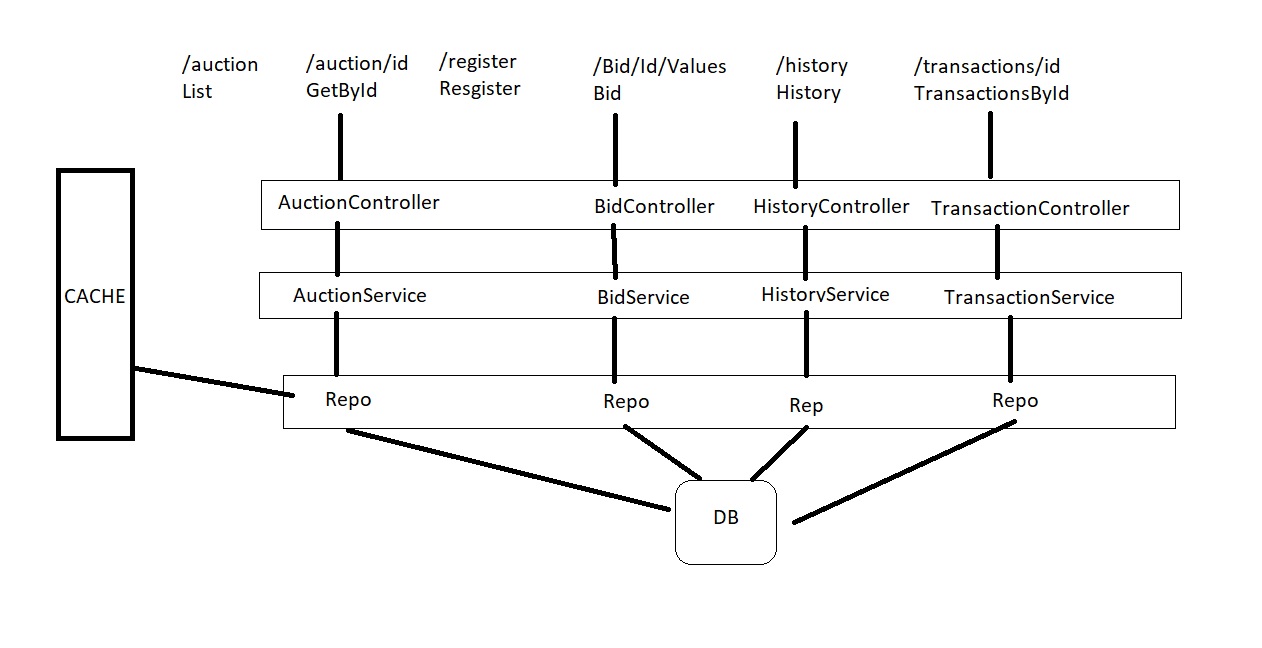 /auction
List
/auction/id
GetById
/register
Resgister
/Bid/Id/Values
Bid
/history
History
/transactions/id
TransactionsById
AuctionController
BidController
HistoryController
TransactionController
CACHE
AuctionService
BidService
HistoryService
TransactionService
Repo
Repo
Rep
Repo
DB